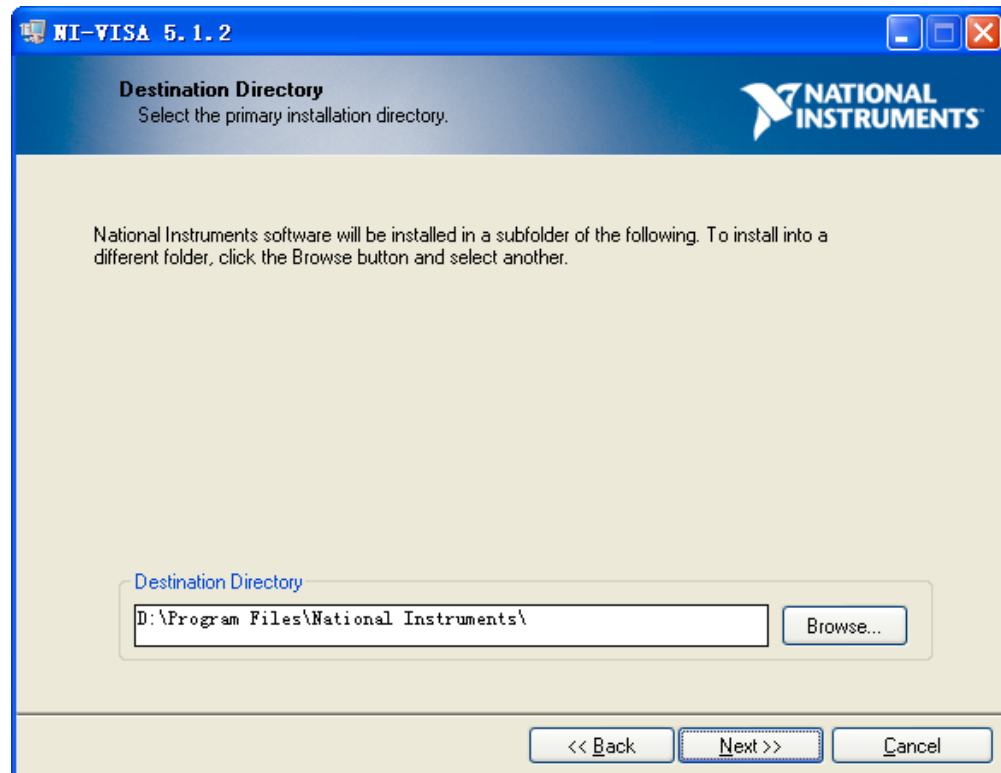 NI-VISA 5.1.2
Destination Directory
Select the primary installation directory.
NATIONAL
INSTRUMENTS
National Instruments software will be installed in a subfolder of the following. To install into a
different folder, click the Browse button and select another.
Destination Directory
D:\Program Files\National Instruments\
Browse...
<< Back
Next >>
Cancel